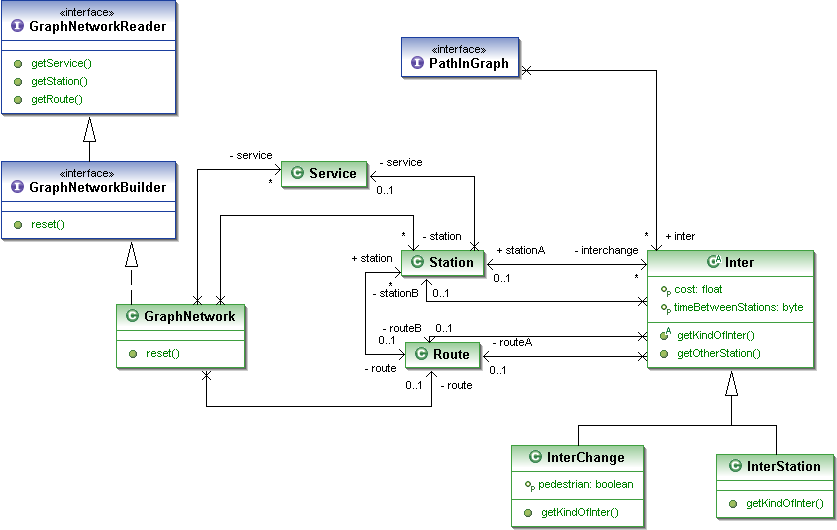 «interface»
GraphNetworkReader
getService()
getStation()
getRoute()
«interface»
PathInGraph
«interface»
GraphNetworkBuilder
reset()
- service
*
Service
- service
0..1
*
- station
Station
+ station
*
+ stationA
0..1
- interchange
*
*
+ inter
- stationB
0..1
Inter
cost: float
timeBetweenStations: byte
getKindOfInter()
getOtherStation()
GraphNetwork
reset()
- routeB
0..1
0..1
- route
Route
- routeA
0..1
0..1
- route
InterChange
pedestrian: boolean
getKindOfInter()
InterStation
getKindOfInter()